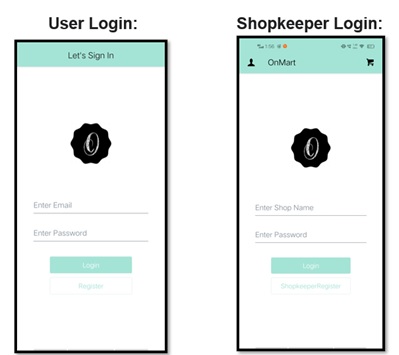 User Login:
Let's Sign In
Enter Email
Enter Password
Login
Register
Shopkeeper Login:
OnMart
Enter Shop Name
Enter Password
Login
ShopkeeperRegister